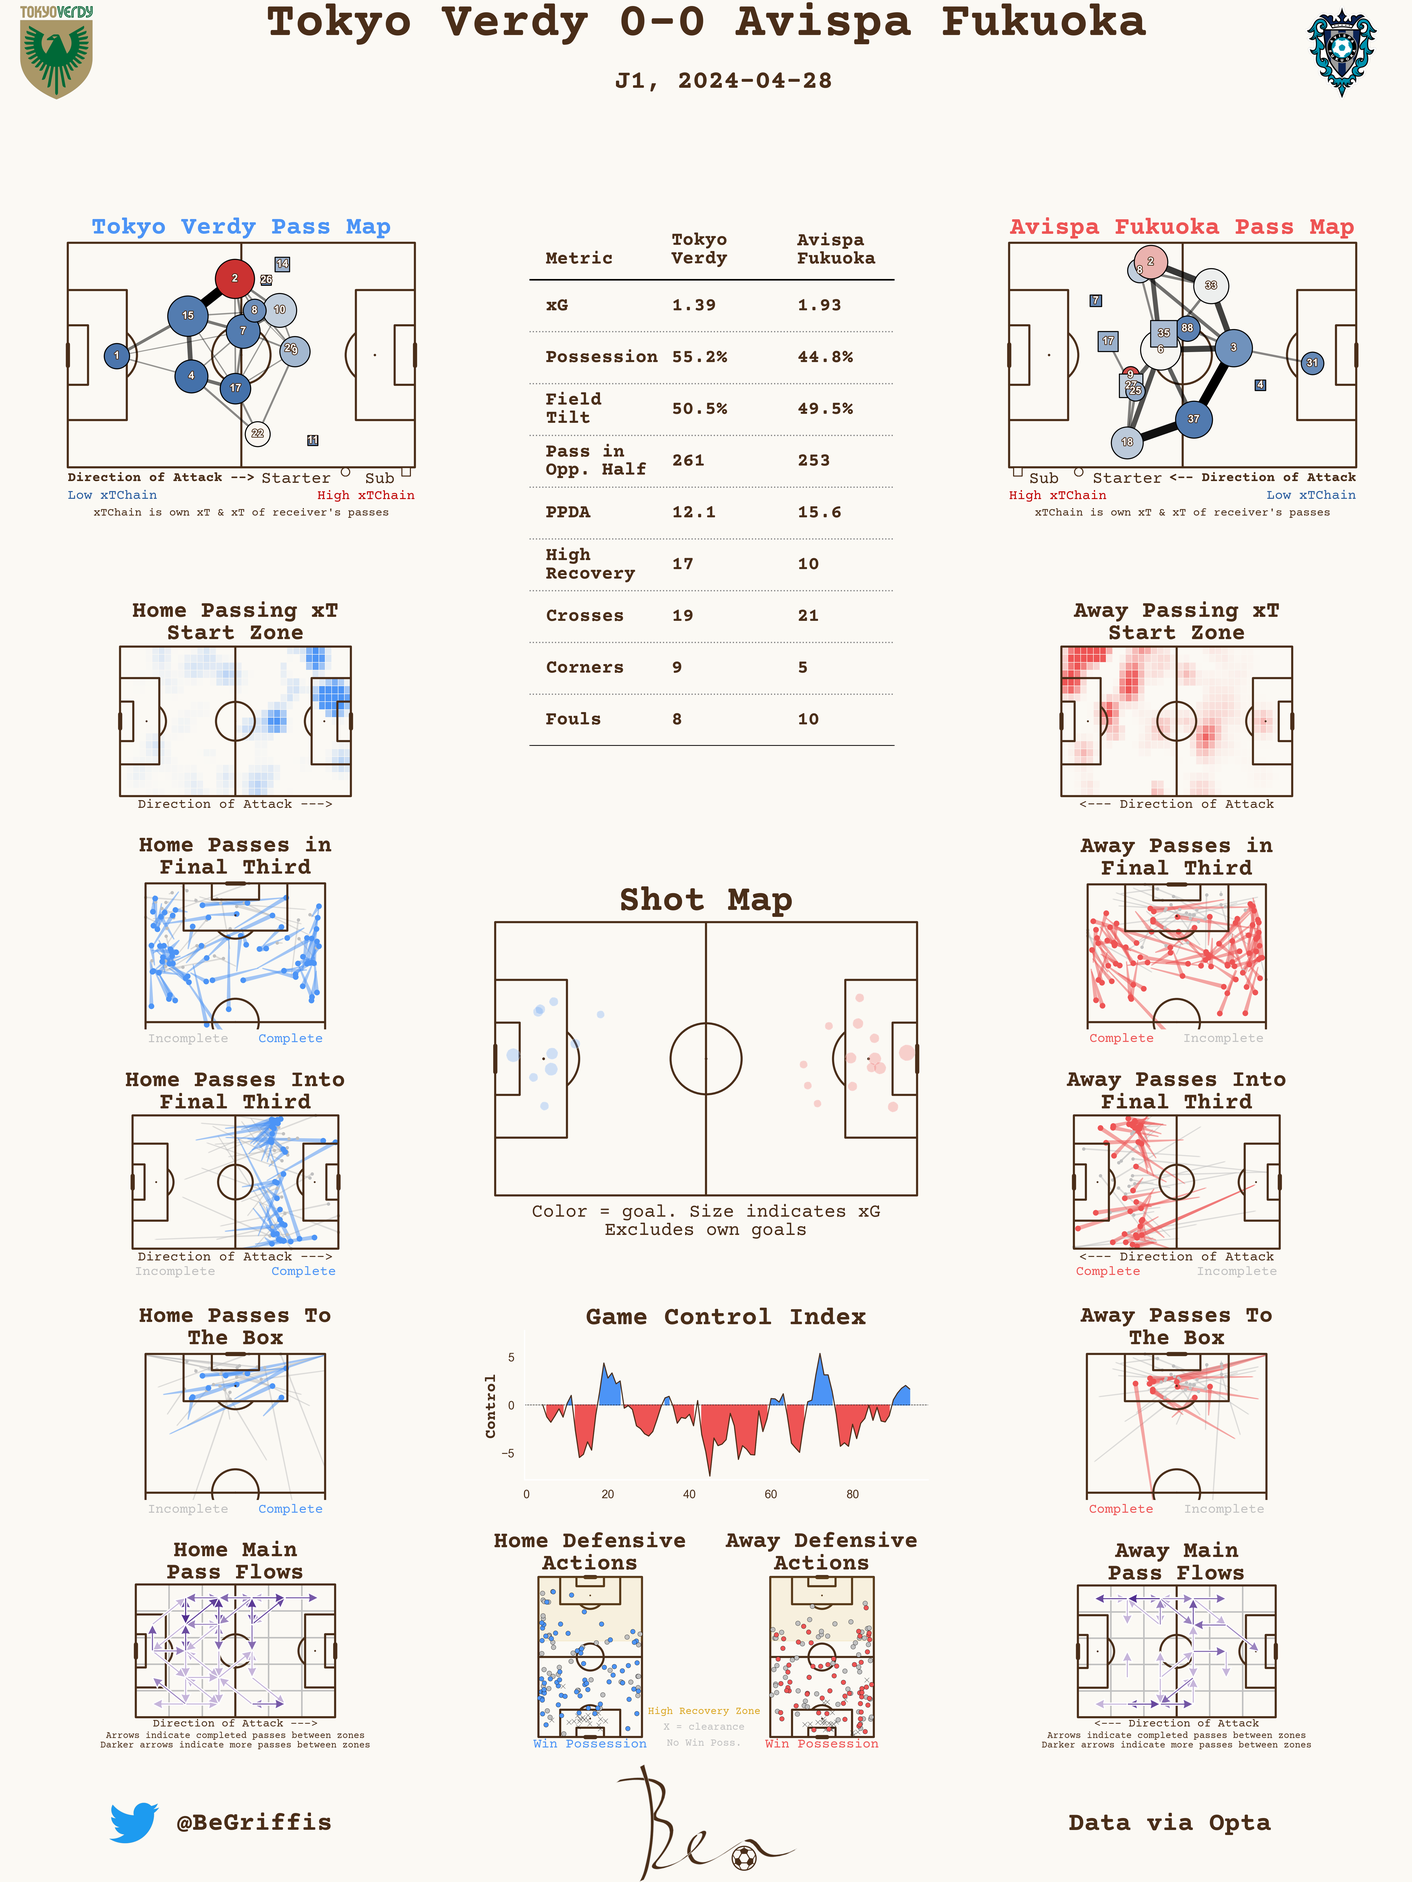 TOKYOVERDY
Tokyo Verdy 0-0 Avispa Fukuoka
J1, 2024-04-28
Tokyo Verdy Pass Map
2
14
26
15
8
10
7
1
9
4
17
22
11
Direction of Attack --> Starter Sub
Low xTChain High xTChain
xTChain is own xT & xT of receiver's passes
Metric Tokyo Verdy Avispa Fukuoka
xG 1.39 1.93
Possession 55.2% 44.8%
Field Tilt 50.5% 49.5%
Pass in Opp. Half 261 253
PPDA 12.1 15.6
High Recovery 17 10
Crosses 19 21
Corners 9 5
Fouls 8 10
Avispa Fukuoka Pass Map
8
2
33
7
35
88
17
6
3
31
9
25
4
37
18
Sub Starter <-- Direction of Attack
High xTChain Low xTChain
xTChain is own xT & xT of receiver's passes
Home Passing xT
Start Zone
Direction of Attack --->
Away Passing xT
Start Zone
<--- Direction of Attack
Home Passes in
Final Third
Incomplete Complete
Away Passes in
Final Third
Complete Incomplete
Shot Map
Color = goal. Size indicates xG
Excludes own goals
Home Passes Into
Final Third
Direction of Attack --->
Incomplete Complete
Away Passes Into
Final Third
<--- Direction of Attack
Complete Incomplete
Home Passes To
The Box
Incomplete Complete
Game Control Index
Control
5
0
−5
0 20 40 60 80
Away Passes To
The Box
Complete Incomplete
Home Main
Pass Flows
Direction of Attack --->
Arrows indicate completed passes between zones
Darker arrows indicate more passes between zones
Home Defensive
Actions
Win Possession
High Recovery Zone
X = clearance
No Win Poss.
Away Defensive
Actions
Win Possession
Away Main
Pass Flows
<--- Direction of Attack
Arrows indicate completed passes between zones
Darker arrows indicate more passes between zones
@BeGriffis
Ben
Data via Opta